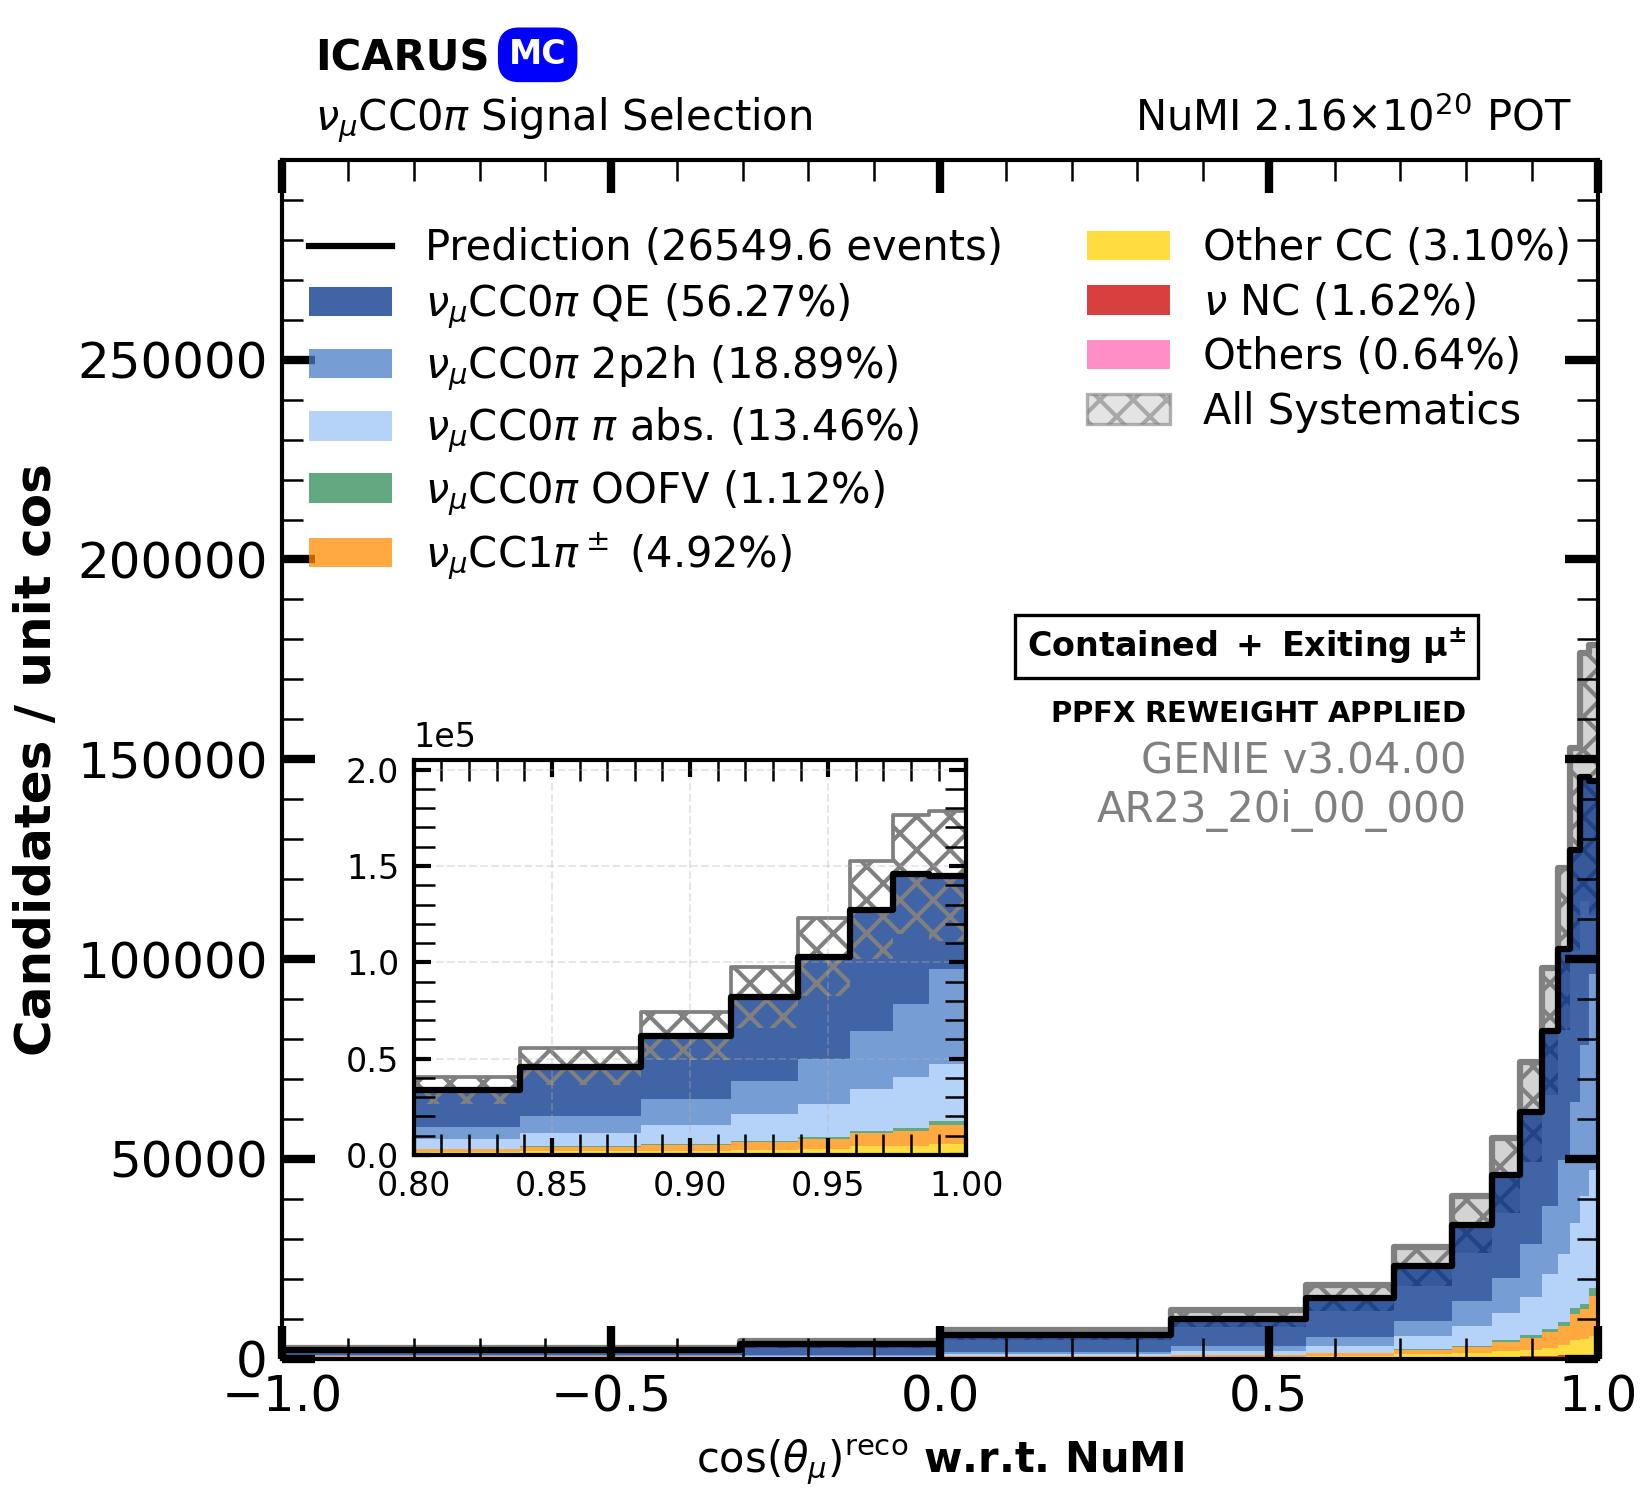 ICARUS MC
νμCC0π Signal Selection
NuMI 2.16×10²⁰ POT
Prediction (26549.6 events)
νμCC0π QE (56.27%)
νμCC0π 2p2h (18.89%)
νμCC0π π abs. (13.46%)
νμCC0π OOFV (1.12%)
νμCC1π± (4.92%)
Other CC (3.10%)
ν NC (1.62%)
Others (0.64%)
All Systematics
Contained + Exiting μ±
PPFX REWEIGHT APPLIED
GENIE v3.04.00
AR23_20i_00_000
Candidates / unit cos
250000
200000
150000
100000
50000
0
1e5
2.0
1.5
1.0
0.5
0.0
0.80 0.85 0.90 0.95 1.00
−1.0 −0.5 0.0 0.5 1.0
cos(θμ)reco w.r.t. NuMI